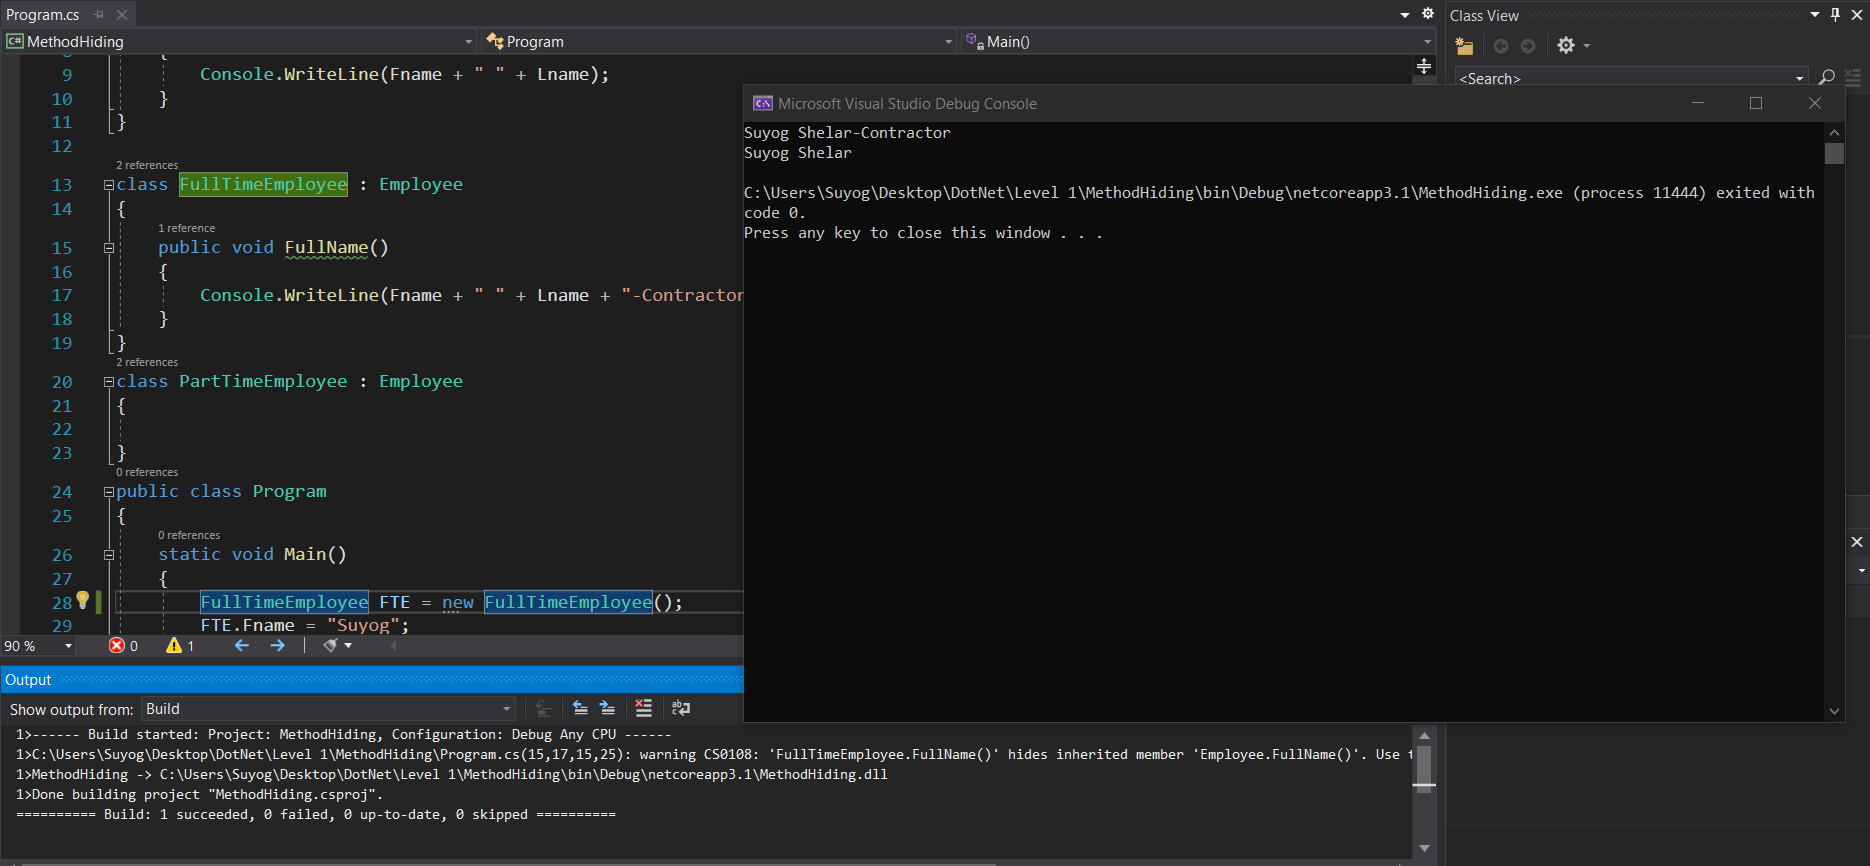 Program.cs
MethodHiding
Program
Main()
9 Console.WriteLine(Fname + " " + Lname);
10 }
11 }
12
2 references
13 class FullTimeEmployee : Employee
14 {
1 reference
15 public void FullName()
16 {
17 Console.WriteLine(Fname + " " + Lname + "-Contractor
18 }
19 }
2 references
20 class PartTimeEmployee : Employee
21 {
22
23 }
0 references
24 public class Program
25 {
0 references
26 static void Main()
27 {
28 FullTimeEmployee FTE = new FullTimeEmployee();
29 FTE.Fname = "Suyog";
90 % 0 1
Class View
<Search>
Microsoft Visual Studio Debug Console
Suyog Shelar-Contractor
Suyog Shelar
C:\Users\Suyog\Desktop\DotNet\Level 1\MethodHiding\bin\Debug\netcoreapp3.1\MethodHiding.exe (process 11444) exited with
code 0.
Press any key to close this window . . .
Output
Show output from: Build
1>------ Build started: Project: MethodHiding, Configuration: Debug Any CPU ------
1>C:\Users\Suyog\Desktop\DotNet\Level 1\MethodHiding\Program.cs(15,17,15,25): warning CS0108: 'FullTimeEmployee.FullName()' hides inherited member 'Employee.FullName()'. Use
1>MethodHiding -> C:\Users\Suyog\Desktop\DotNet\Level 1\MethodHiding\bin\Debug\netcoreapp3.1\MethodHiding.dll
1>Done building project "MethodHiding.csproj".
========== Build: 1 succeeded, 0 failed, 0 up-to-date, 0 skipped ==========